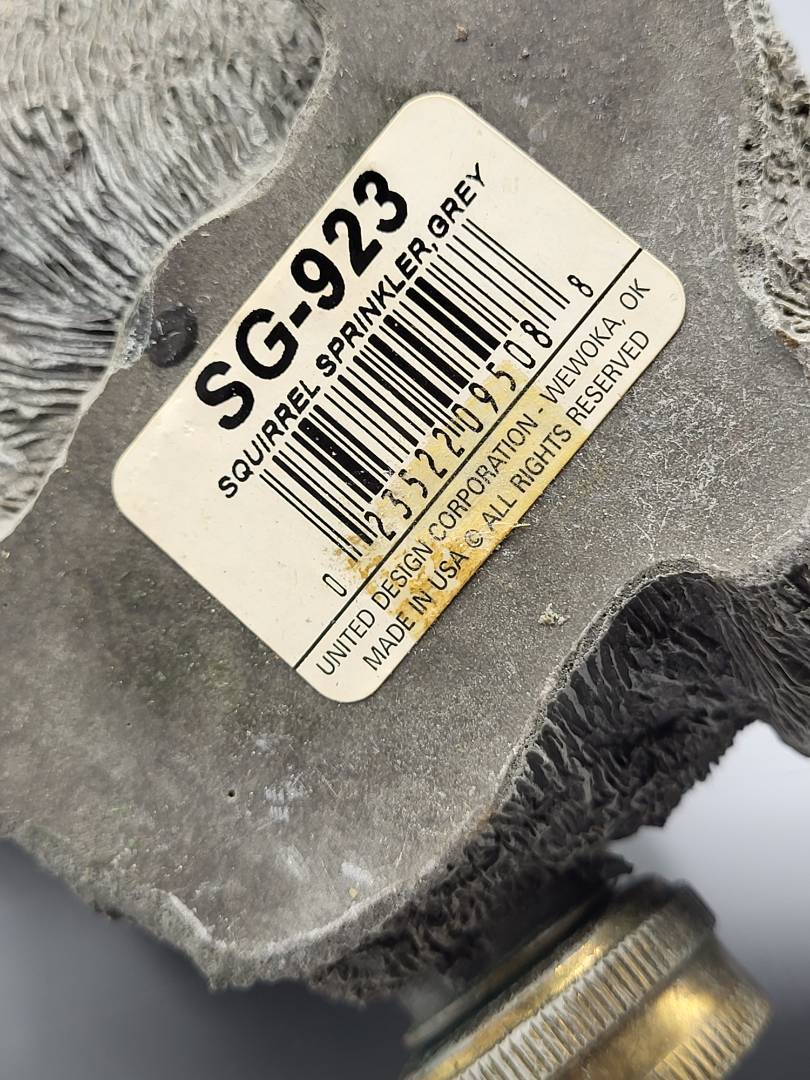 SG-923
SQUIRREL SPRINKLER, GREY
0 23522 09508 8
UNITED DESIGN CORPORATION - WEWOKA, OK
MADE IN USA © ALL RIGHTS RESERVED